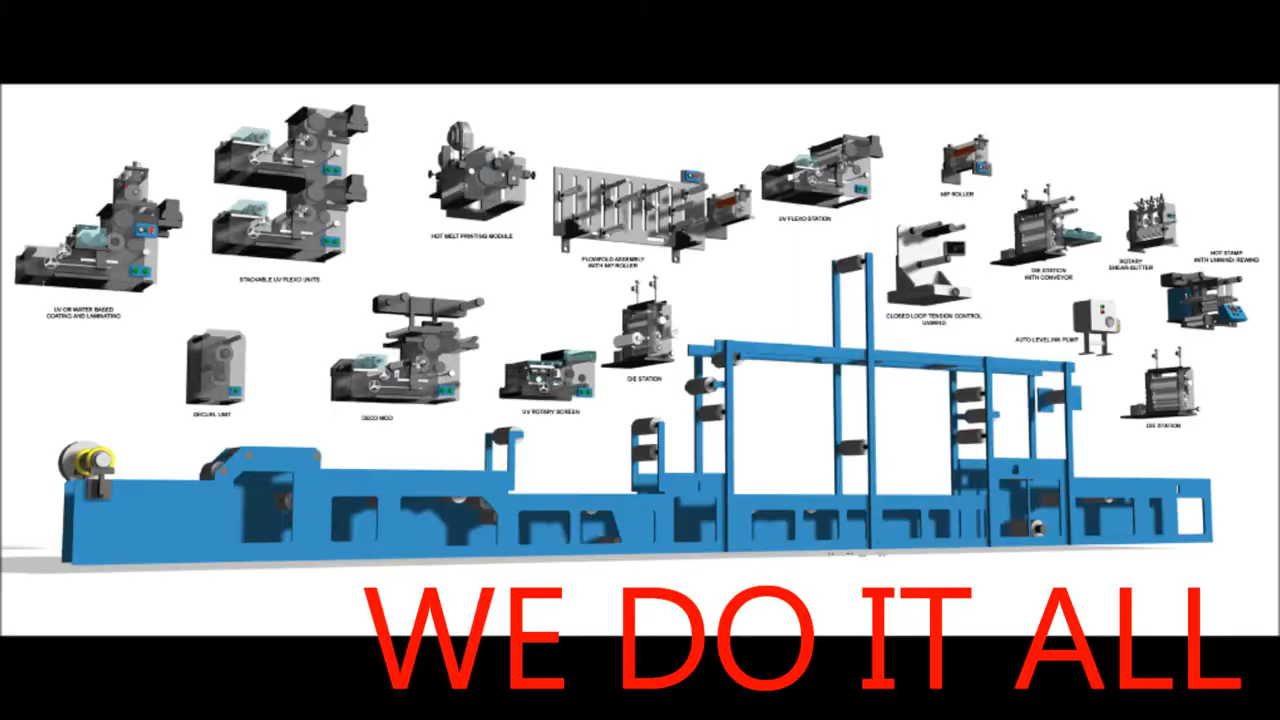 NIP ROLLER
UV FLEXO STATION
HOT MELT PRINTING MODULE
PLOWFOLD ASSEMBLY
WITH NIP ROLLER
HOT STAMP
WITH UNWIND/ REWIND
ROTARY
SHEAR-SLITTER
DIE STATION
WITH CONVEYOR
STACKABLE UV FLEXO UNITS
UV OR WATER BASED
COATING AND LAMINATING
CLOSED LOOP TENSION CONTROL
UNWIND
AUTO LEVEL INK PUMP
DIE STATION
DECURL UNIT
DECO MOD
UV ROTARY SCREEN
DIE STATION
WE DO IT ALL